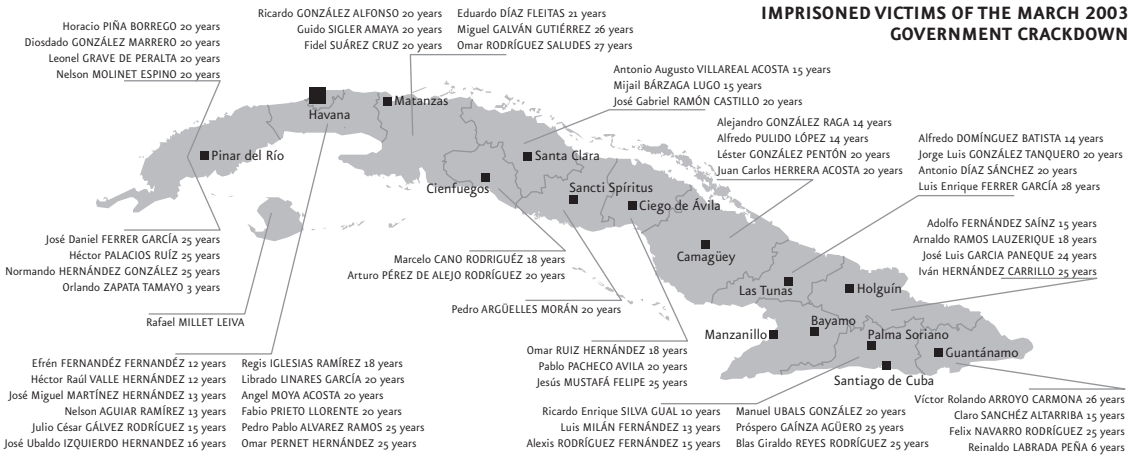 IMPRISONED VICTIMS OF THE MARCH 2003
GOVERNMENT CRACKDOWN
Horacio PIÑA BORREGO 20 years
Diosdado GONZÁLEZ MARRERO 20 years
Leonel GRAVE DE PERALTA 20 years
Nelson MOLINET ESPINO 20 years
Ricardo GONZÁLEZ ALFONSO 20 years
Guido SIGLER AMAYA 20 years
Fidel SUÁREZ CRUZ 20 years
Eduardo DÍAZ FLEITAS 21 years
Miguel GALVÁN GUTIÉRREZ 26 years
Omar RODRÍGUEZ SALUDES 27 years
Antonio Augusto VILLAREAL ACOSTA 15 years
Mijail BÁRZAGA LUGO 15 years
José Gabriel RAMÓN CASTILLO 20 years
Alejandro GONZÁLEZ RAGA 14 years
Alfredo PULIDO LÓPEZ 14 years
Léster GONZÁLEZ PENTÓN 20 years
Juan Carlos HERRERA ACOSTA 20 years
Alfredo DOMÍNGUEZ BATISTA 14 years
Jorge Luis GONZÁLEZ TANQUERO 20 years
Antonio DÍAZ SÁNCHEZ 20 years
Luis Enrique FERRER GARCÍA 28 years
Adolfo FERNÁNDEZ SAÍNZ 15 years
Arnaldo RAMOS LAUZERIQUE 18 years
José Luis GARCIA PANEQUE 24 years
Iván HERNÁNDEZ CARRILLO 25 years
Havana
Matanzas
Pinar del Río
Santa Clara
Cienfuegos
Sancti Spíritus
Ciego de Ávila
Camagüey
Las Tunas
Holguín
Manzanillo
Bayamo
Palma Soriano
Guantánamo
Santiago de Cuba
José Daniel FERRER GARCÍA 25 years
Héctor PALACIOS RUÍZ 25 years
Normando HERNÁNDEZ GONZÁLEZ 25 years
Orlando ZAPATA TAMAYO 3 years
Rafael MILLET LEIVA
Marcelo CANO RODRIGUÉZ 18 years
Arturo PÉREZ DE ALEJO RODRÍGUEZ 20 years
Pedro ARGÜELLES MORÁN 20 years
Omar RUIZ HERNÁNDEZ 18 years
Pablo PACHECO AVILA 20 years
Jesús MUSTAFÁ FELIPE 25 years
Efrén FERNANDÉZ FERNANDÉZ 12 years
Héctor Raúl VALLE HERNÁNDEZ 12 years
José Miguel MARTÍNEZ HERNÁNDEZ 13 years
Nelson AGUIAR RAMÍREZ 13 years
Julio César GÁLVEZ RODRÍGUEZ 15 years
José Ubaldo IZQUIERDO HERNANDEZ 16 years
Regis IGLESIAS RAMÍREZ 18 years
Librado LINARES GARCÍA 20 years
Angel MOYA ACOSTA 20 years
Fabio PRIETO LLORENTE 20 years
Pedro Pablo ALVAREZ RAMOS 25 years
Omar PERNET HERNÁNDEZ 25 years
Ricardo Enrique SILVA GUAL 10 years
Luis MILÁN FERNÁNDEZ 13 years
Alexis RODRÍGUEZ FERNÁNDEZ 15 years
Manuel UBALS GONZÁLEZ 20 years
Próspero GAÍNZA AGÜERO 25 years
Blas Giraldo REYES RODRÍGUEZ 25 years
Víctor Rolando ARROYO CARMONA 26 years
Claro SANCHÉZ ALTARRIBA 15 years
Felix NAVARRO RODRÍGUEZ 25 years
Reinaldo LABRADA PEÑA 6 years